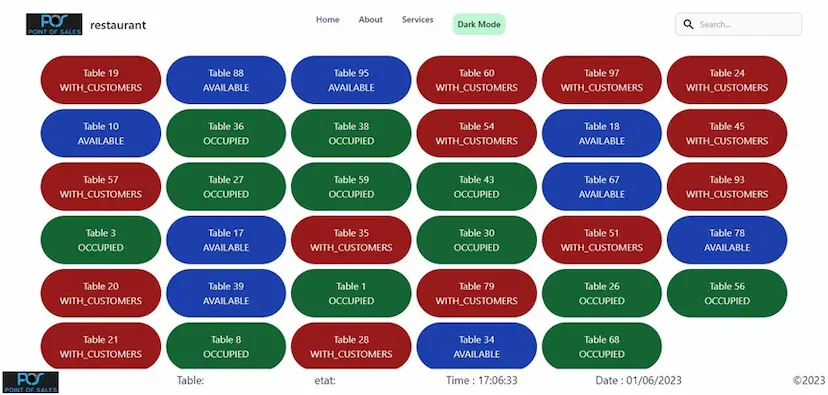 POS
POINT OF SALES
restaurant
Home
About
Services
Dark Mode
Search...
Table 19
WITH_CUSTOMERS
Table 88
AVAILABLE
Table 95
AVAILABLE
Table 60
WITH_CUSTOMERS
Table 97
WITH_CUSTOMERS
Table 24
WITH_CUSTOMERS
Table 10
AVAILABLE
Table 36
OCCUPIED
Table 38
OCCUPIED
Table 54
WITH_CUSTOMERS
Table 18
AVAILABLE
Table 45
WITH_CUSTOMERS
Table 57
WITH_CUSTOMERS
Table 27
OCCUPIED
Table 59
OCCUPIED
Table 43
OCCUPIED
Table 67
AVAILABLE
Table 93
WITH_CUSTOMERS
Table 3
OCCUPIED
Table 17
AVAILABLE
Table 35
WITH_CUSTOMERS
Table 30
OCCUPIED
Table 51
WITH_CUSTOMERS
Table 78
AVAILABLE
Table 20
WITH_CUSTOMERS
Table 39
AVAILABLE
Table 1
OCCUPIED
Table 79
WITH_CUSTOMERS
Table 26
OCCUPIED
Table 56
OCCUPIED
Table 21
WITH_CUSTOMERS
Table 8
OCCUPIED
Table 28
WITH_CUSTOMERS
Table 34
AVAILABLE
Table 68
OCCUPIED
POS
POINT OF SALES
Table:
etat:
Time : 17:06:33
Date : 01/06/2023
©2023